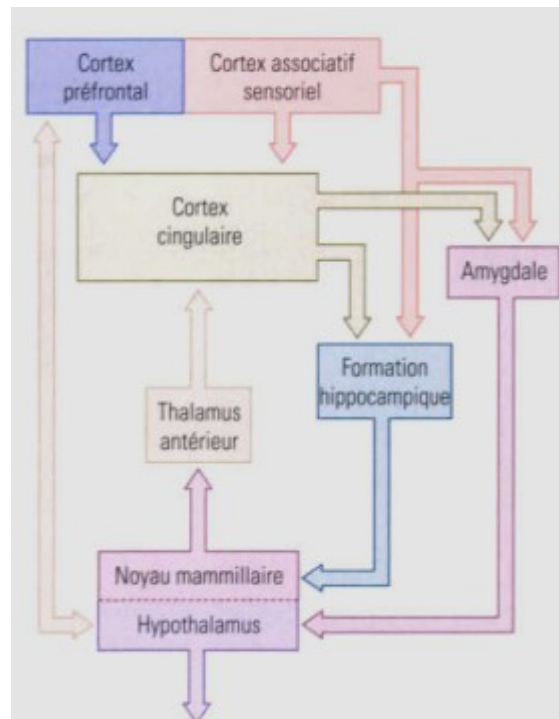 Cortex
préfrontal
Cortex associatif
sensoriel
Cortex
cingulaire
Amygdale
Formation
hippocampique
Thalamus
antérieur
Noyau mammillaire
Hypothalamus